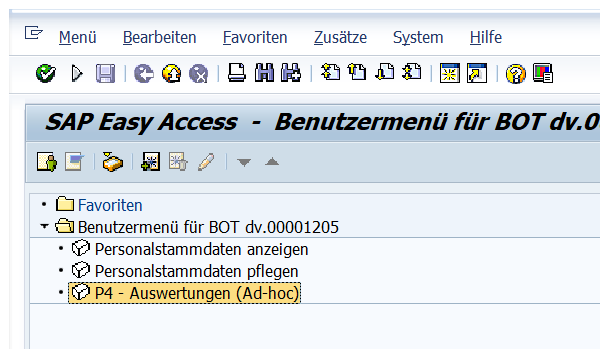 Menü Bearbeiten Favoriten Zusätze System Hilfe
SAP Easy Access - Benutzermenü für BOT dv.0
Favoriten
Benutzermenü für BOT dv.00001205
Personalstammdaten anzeigen
Personalstammdaten pflegen
P4 - Auswertungen (Ad-hoc)